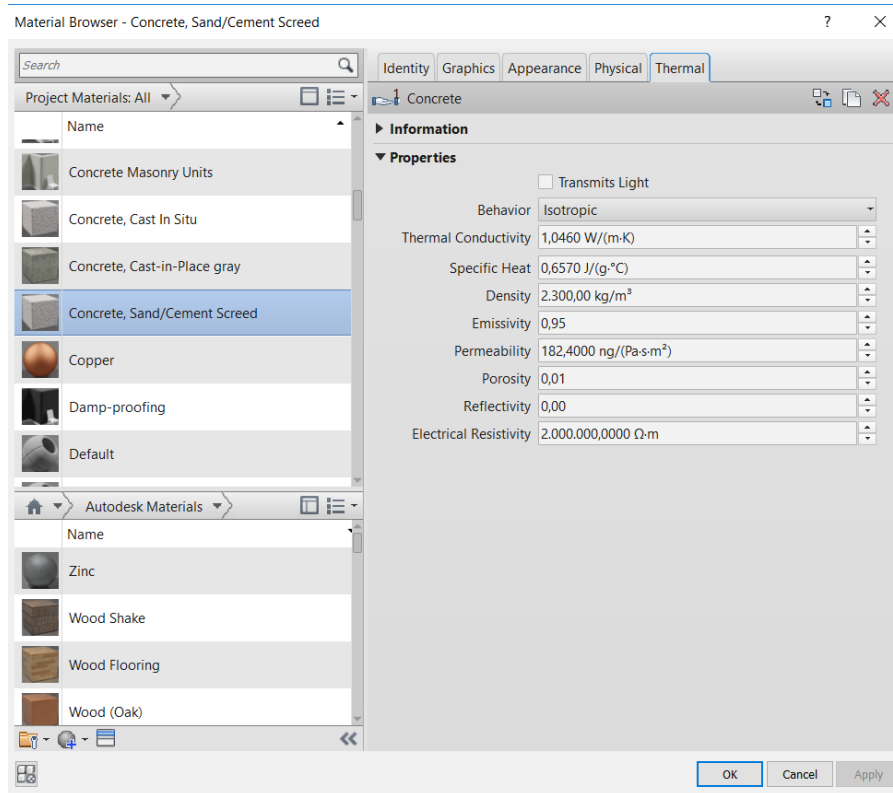 Material Browser - Concrete, Sand/Cement Screed
?
Search
Project Materials: All
Name
Concrete Masonry Units
Concrete, Cast In Situ
Concrete, Cast-in-Place gray
Concrete, Sand/Cement Screed
Copper
Damp-proofing
Default
Autodesk Materials
Name
Zinc
Wood Shake
Wood Flooring
Wood (Oak)
Identity Graphics Appearance Physical Thermal
1 Concrete
Information
Properties
Transmits Light
Behavior Isotropic
Thermal Conductivity 1,0460 W/(m·K)
Specific Heat 0,6570 J/(g·°C)
Density 2.300,00 kg/m³
Emissivity 0,95
Permeability 182,4000 ng/(Pa·s·m²)
Porosity 0,01
Reflectivity 0,00
Electrical Resistivity 2.000.000,0000 Ω·m
OK Cancel Apply